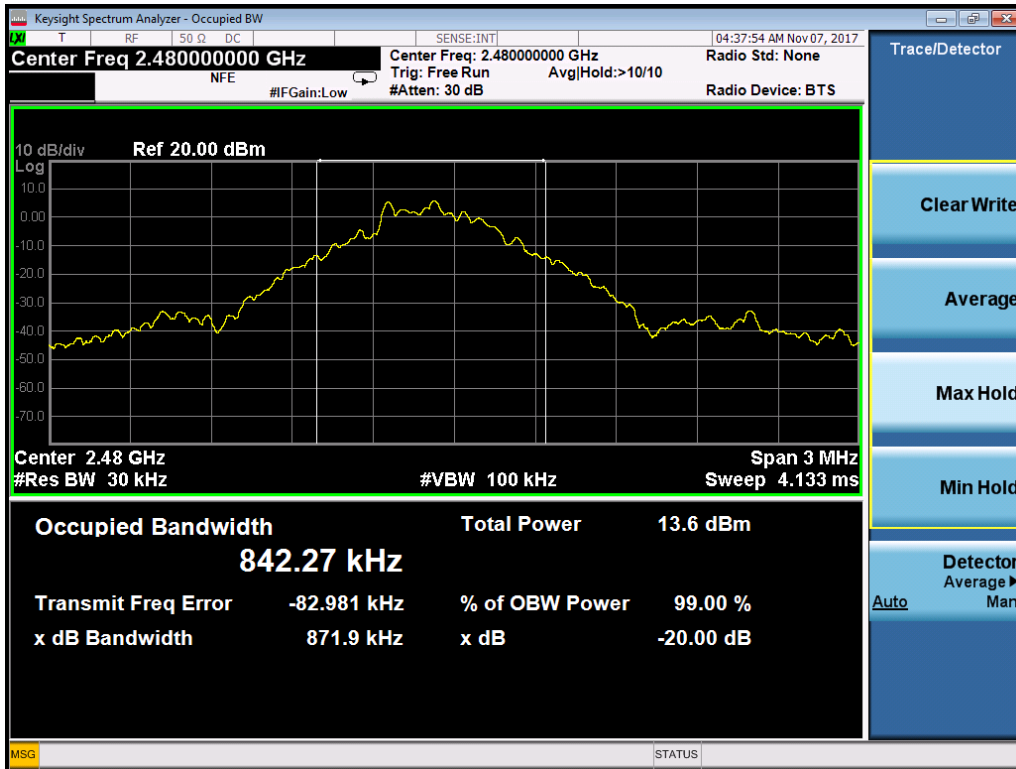 Keysight Spectrum Analyzer - Occupied BW
LXI T RF 50 Ω DC SENSE:INT 04:37:54 AM Nov 07, 2017
Center Freq 2.480000000 GHz
NFE
#IFGain:Low
Center Freq: 2.480000000 GHz
Trig: Free Run Avg|Hold:>10/10
#Atten: 30 dB
Radio Std: None
Radio Device: BTS
10 dB/div Ref 20.00 dBm
Log
10.0
0.00
-10.0
-20.0
-30.0
-40.0
-50.0
-60.0
-70.0
Center 2.48 GHz Span 3 MHz
#Res BW 30 kHz #VBW 100 kHz Sweep 4.133 ms
Occupied Bandwidth Total Power 13.6 dBm
842.27 kHz
Transmit Freq Error -82.981 kHz % of OBW Power 99.00 %
x dB Bandwidth 871.9 kHz x dB -20.00 dB
Trace/Detector
Clear Write
Average
Max Hold
Min Hold
Detector
Average
Auto Man
MSG STATUS